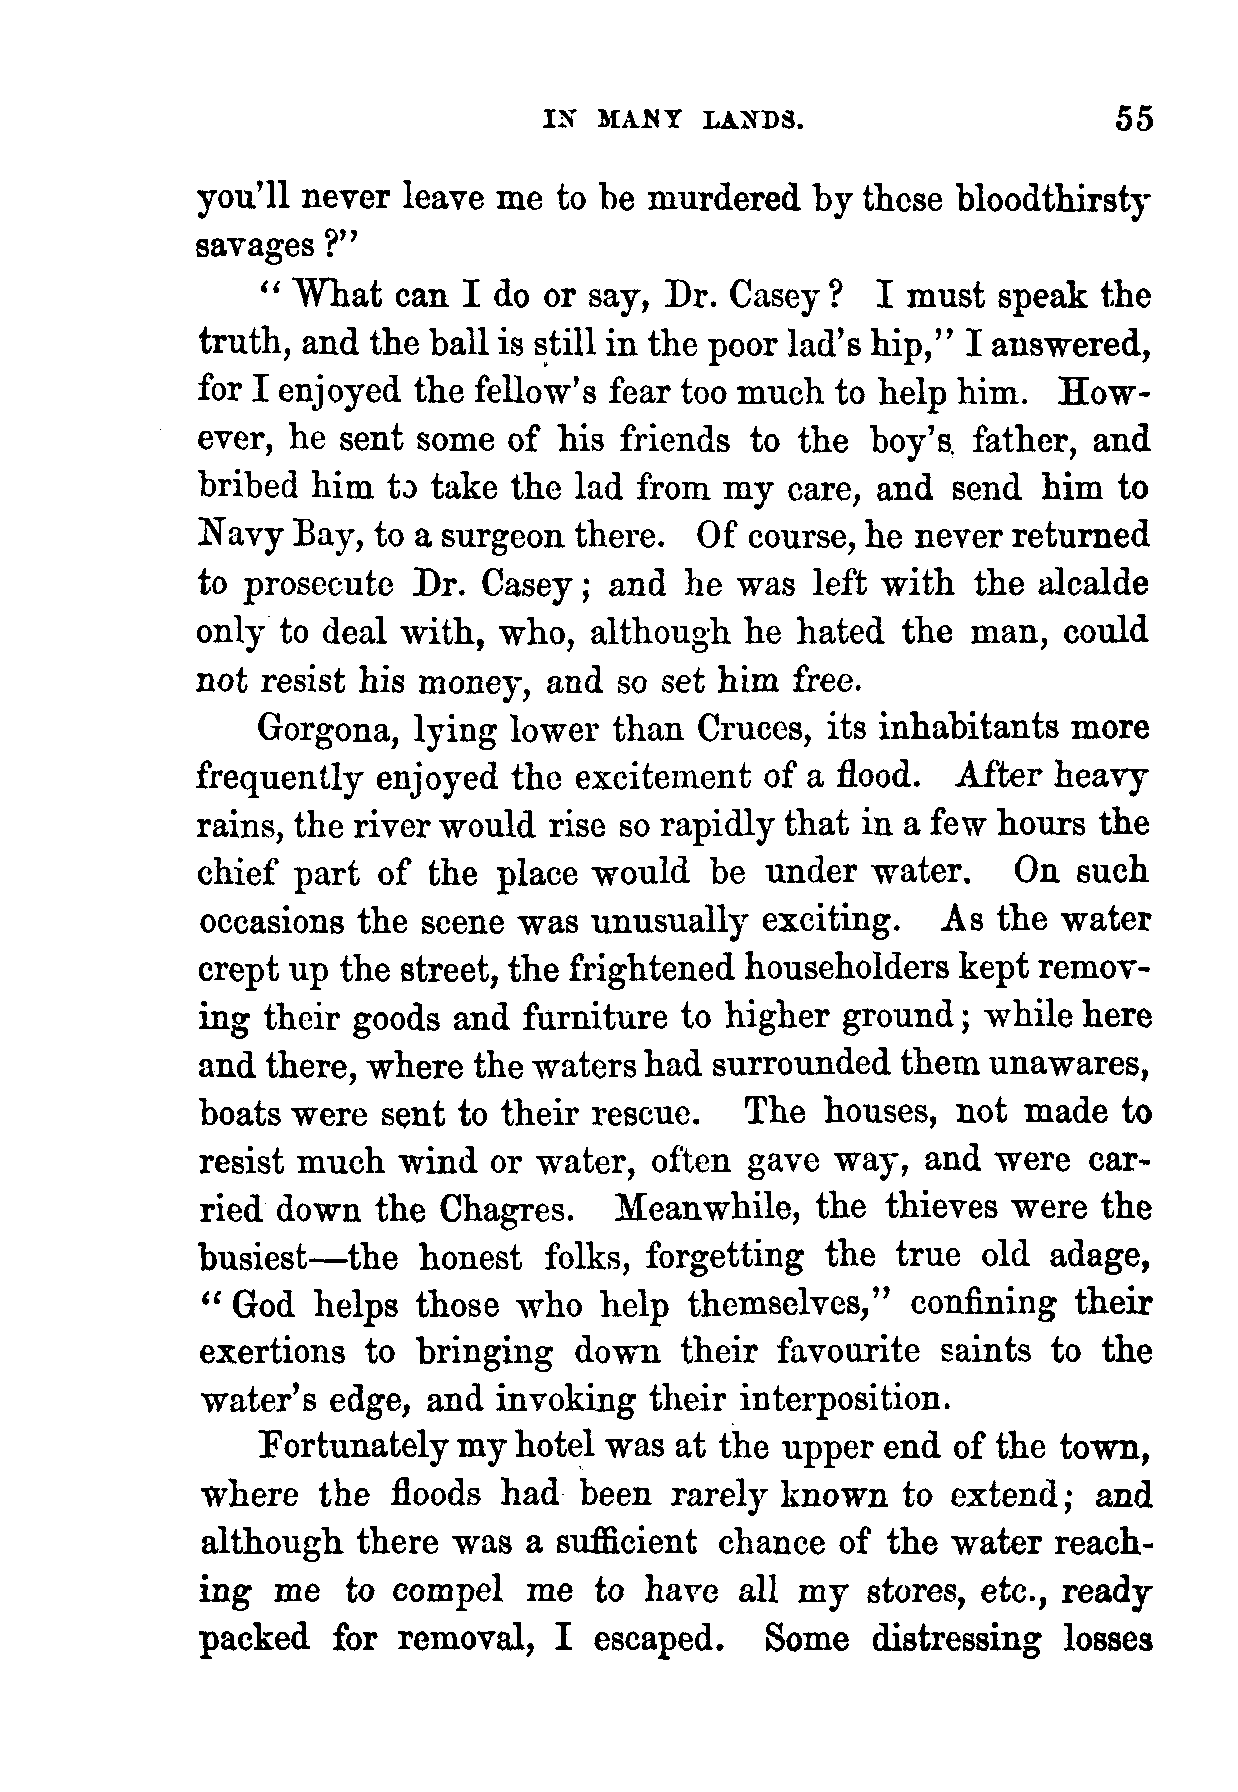 IN MANY LANDS. 55
you'll never leave me to be murdered by these bloodthirsty
savages ?"
" What can I do or say, Dr. Casey ? I must speak the
truth, and the ball is still in the poor lad's hip," I answered,
for I enjoyed the fellow's fear too much to help him. How-
ever, he sent some of his friends to the boy's father, and
bribed him to take the lad from my care, and send him to
Navy Bay, to a surgeon there. Of course, he never returned
to prosecute Dr. Casey ; and he was left with the alcalde
only to deal with, who, although he hated the man, could
not resist his money, and so set him free.
Gorgona, lying lower than Cruces, its inhabitants more
frequently enjoyed the excitement of a flood. After heavy
rains, the river would rise so rapidly that in a few hours the
chief part of the place would be under water. On such
occasions the scene was unusually exciting. As the water
crept up the street, the frightened householders kept remov-
ing their goods and furniture to higher ground ; while here
and there, where the waters had surrounded them unawares,
boats were sent to their rescue. The houses, not made to
resist much wind or water, often gave way, and were car-
ried down the Chagres. Meanwhile, the thieves were the
busiest—the honest folks, forgetting the true old adage,
" God helps those who help themselves," confining their
exertions to bringing down their favourite saints to the
water's edge, and invoking their interposition.
Fortunately my hotel was at the upper end of the town,
where the floods had been rarely known to extend; and
although there was a sufficient chance of the water reach-
ing me to compel me to have all my stores, etc., ready
packed for removal, I escaped. Some distressing losses